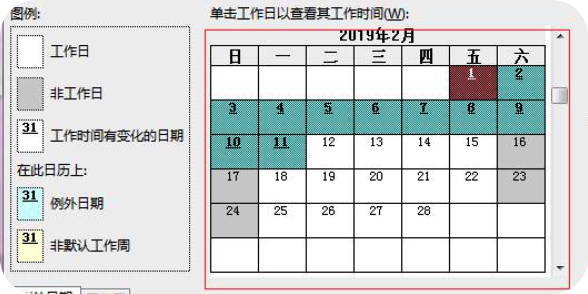 图例:
工作日
非工作日
31 工作时间有变化的日期
在此日历上:
31 例外日期
31 非默认工作周
单击工作日以查看其工作时间(W):
2019年2月
日 一 二 三 四 五 六
1 2
3 4 5 6 7 8 9
10 11 12 13 14 15 16
17 18 19 20 21 22 23
24 25 26 27 28